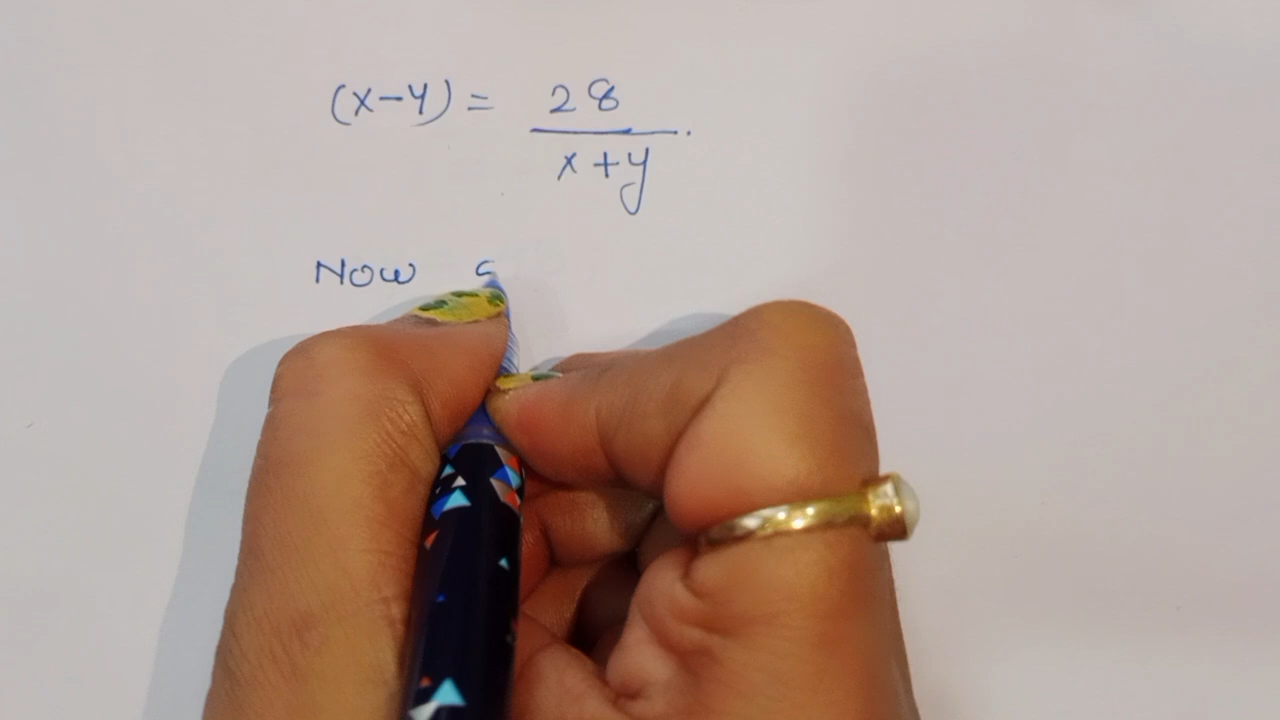 (x-y) = 28
x+y
Now